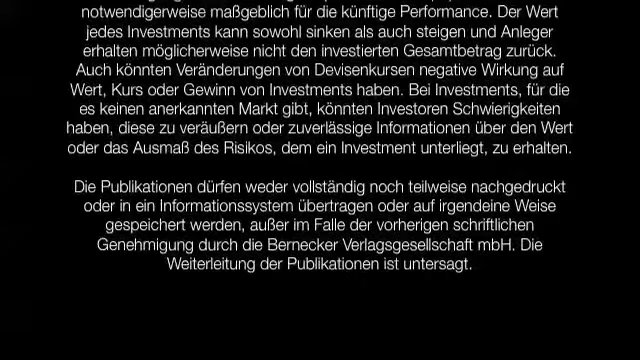 notwendigerweise maßgeblich für die künftige Performance. Der Wert
jedes Investments kann sowohl sinken als auch steigen und Anleger
erhalten möglicherweise nicht den investierten Gesamtbetrag zurück.
Auch könnten Veränderungen von Devisenkursen negative Wirkung auf
Wert, Kurs oder Gewinn von Investments haben. Bei Investments, für die
es keinen anerkannten Markt gibt, könnten Investoren Schwierigkeiten
haben, diese zu veräußern oder zuverlässige Informationen über den Wert
oder das Ausmaß des Risikos, dem ein Investment unterliegt, zu erhalten.
Die Publikationen dürfen weder vollständig noch teilweise nachgedruckt
oder in ein Informationssystem übertragen oder auf irgendeine Weise
gespeichert werden, außer im Falle der vorherigen schriftlichen
Genehmigung durch die Bernecker Verlagsgesellschaft mbH. Die
Weiterleitung der Publikationen ist untersagt.